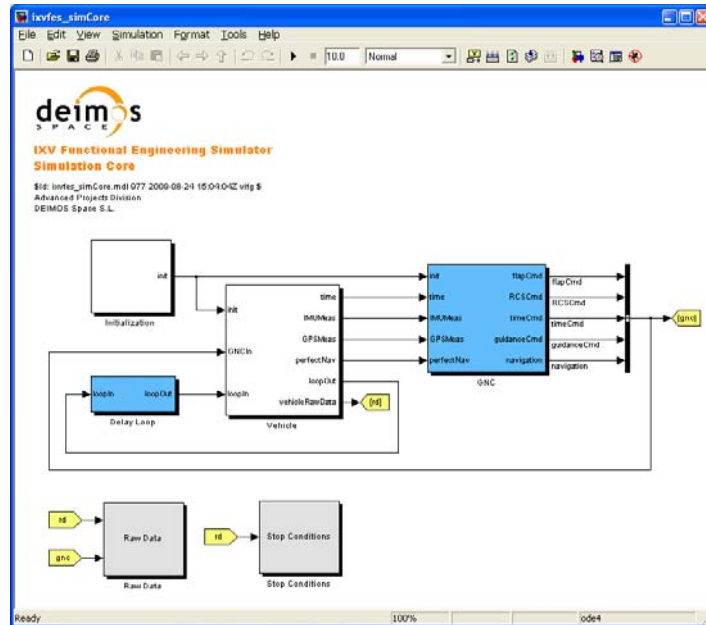 ixvfes_simCore
File Edit View Simulation Format Tools Help
10.0 Normal
deimos
SPACE
IXV Functional Engineering Simulator
Simulation Core
$Id: ixvfes_simCore.mdl 977 2009-08-24 15:04:04Z vifg $
Advanced Projects Division
DEIMOS Space S.L.
init
Initialization
init
GNCIn
loopIn
time
IMUMeas
GPSMeas
perfectNav
loopOut
vehicleRawData
Vehicle
[rd]
loopIn loopOut
Delay Loop
init
time
IMUMeas
GPSMeas
perfectNav
flapCmd
RCSCmd
timeCmd
guidanceCmd
navigation
GNC
flapCmd
RCSCmd
timeCmd
guidanceCmd
navigation
[gnc]
rd
gnc
Raw Data
Raw Data
rd
Stop Conditions
Stop Conditions
Ready 100% ode4